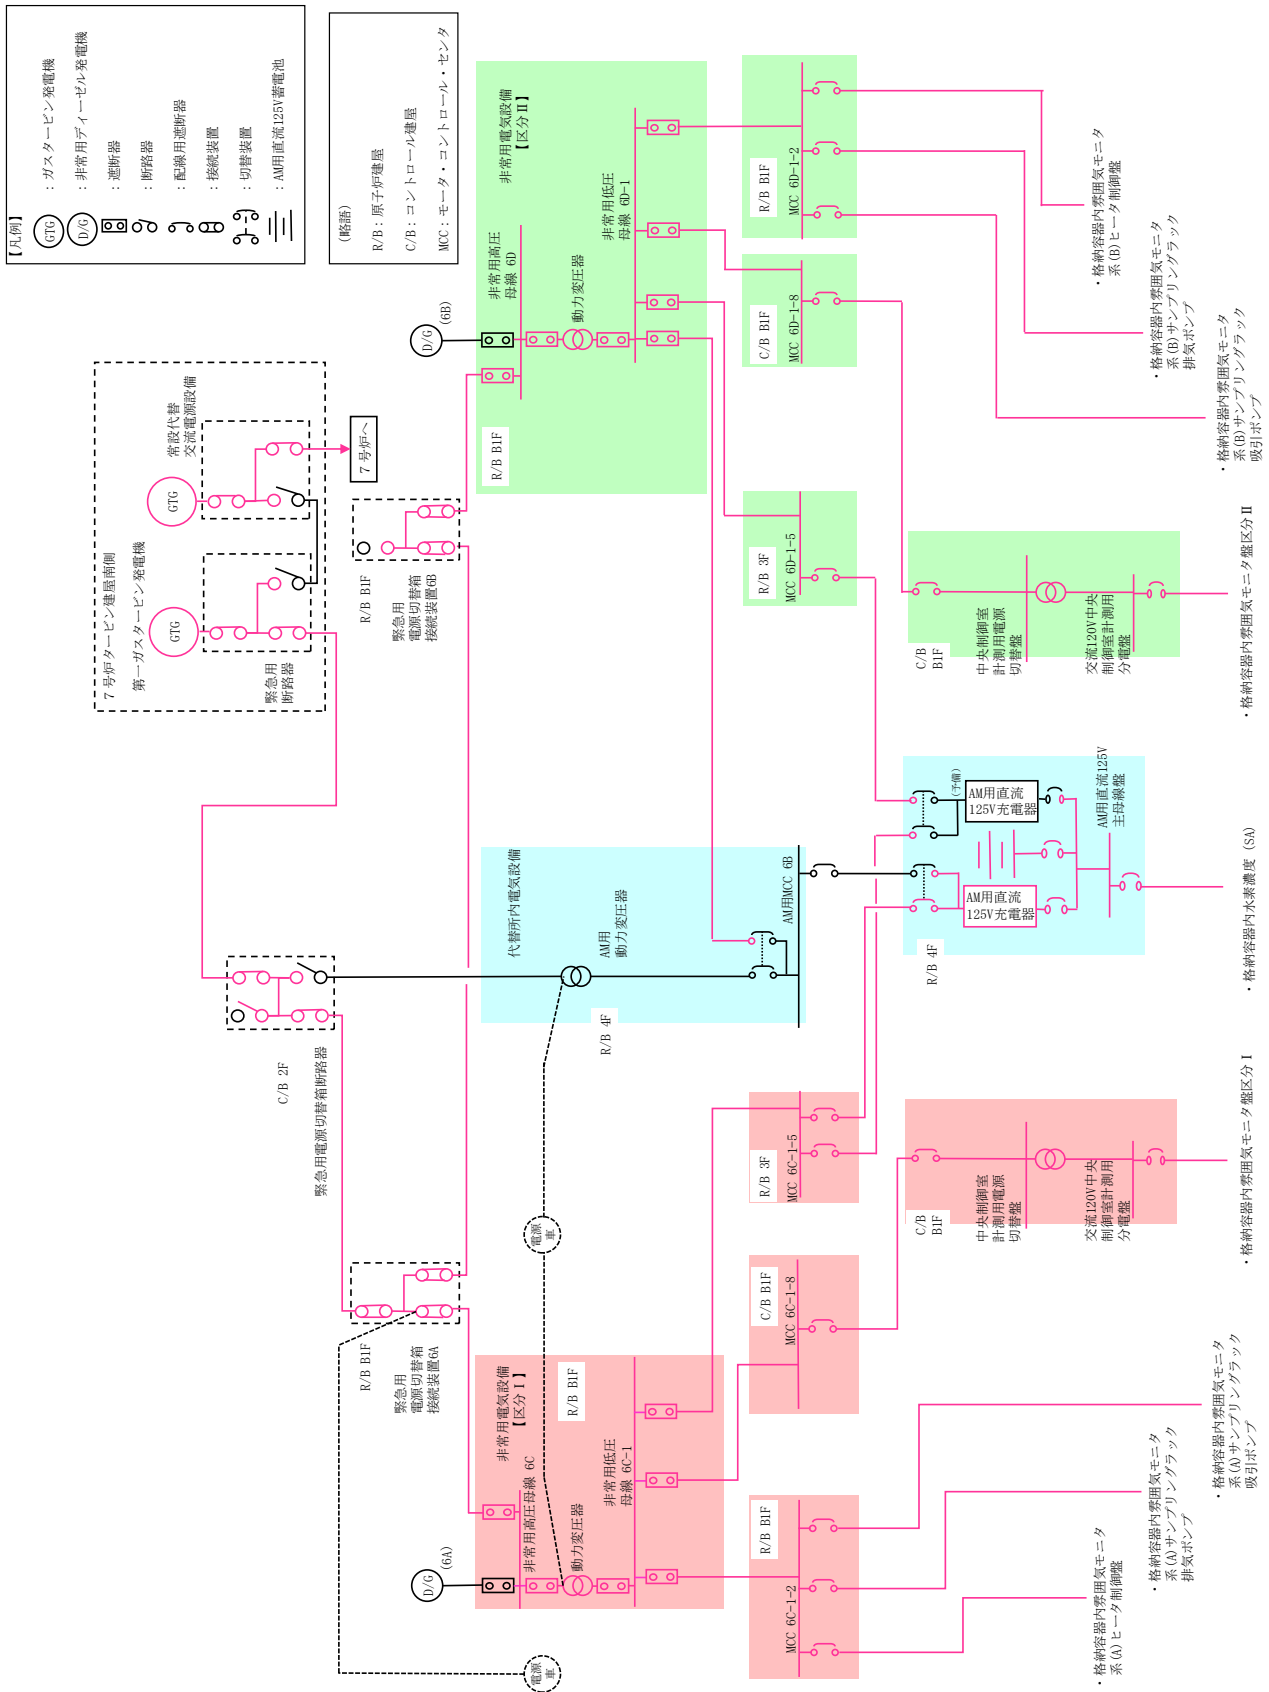 【凡例】
GTG
：ガスタービン発電機
D/G
：非常用ディーゼル発電機
：遮断器
：断路器
：配線用遮断器
：接続装置
：切替装置
：AM用直流125V蓄電池
(略語)
R/B：原子炉建屋
C/B：コントロール建屋
MCC：モータ・コントロール・センタ
7号炉タービン建屋南側
第一ガスタービン発電機
GTG
緊急用
断路器
GTG
常設代替
交流電源設備
7号炉へ
C/B 2F
緊急用電源切替箱断路器
R/B B1F
緊急用
電源切替箱
接続装置6A
R/B B1F
緊急用
電源切替箱
接続装置6B
電源
車
電源
車
D/G
(6A)
非常用電気設備
【区分Ⅰ】
R/B B1F
非常用高圧母線 6C
動力変圧器
非常用低圧
母線 6C-1
D/G
(6B)
非常用電気設備
【区分Ⅱ】
R/B B1F
非常用高圧
母線 6D
動力変圧器
非常用低圧
母線 6D-1
代替所内電気設備
AM用
動力変圧器
R/B 4F
AM用MCC 6B
R/B B1F
MCC 6C-1-2
C/B B1F
MCC 6C-1-8
R/B 3F
MCC 6C-1-5
R/B 3F
MCC 6D-1-5
C/B B1F
MCC 6D-1-8
R/B B1F
MCC 6D-1-2
C/B
B1F
中央制御室
計測用電源
切替盤
交流120V中央
制御室計測用
分電盤
R/B 4F
AM用直流
125V充電器
(予備)
AM用直流
125V充電器
AM用直流125V
主母線盤
C/B
B1F
中央制御室
計測用電源
切替盤
交流120V中央
制御室計測用
分電盤
・格納容器内雰囲気モニタ
系(A)ヒータ制御盤
・格納容器内雰囲気モニタ
系(A)サンプリングラック
排気ポンプ
・格納容器内雰囲気モニタ
系(A)サンプリングラック
吸引ポンプ
・格納容器内雰囲気モニタ盤区分Ⅰ
・格納容器内水素濃度 (SA)
・格納容器内雰囲気モニタ盤区分Ⅱ
・格納容器内雰囲気モニタ
系(B)サンプリングラック
吸引ポンプ
・格納容器内雰囲気モニタ
系(B)サンプリングラック
排気ポンプ
・格納容器内雰囲気モニタ
系(B)ヒータ制御盤